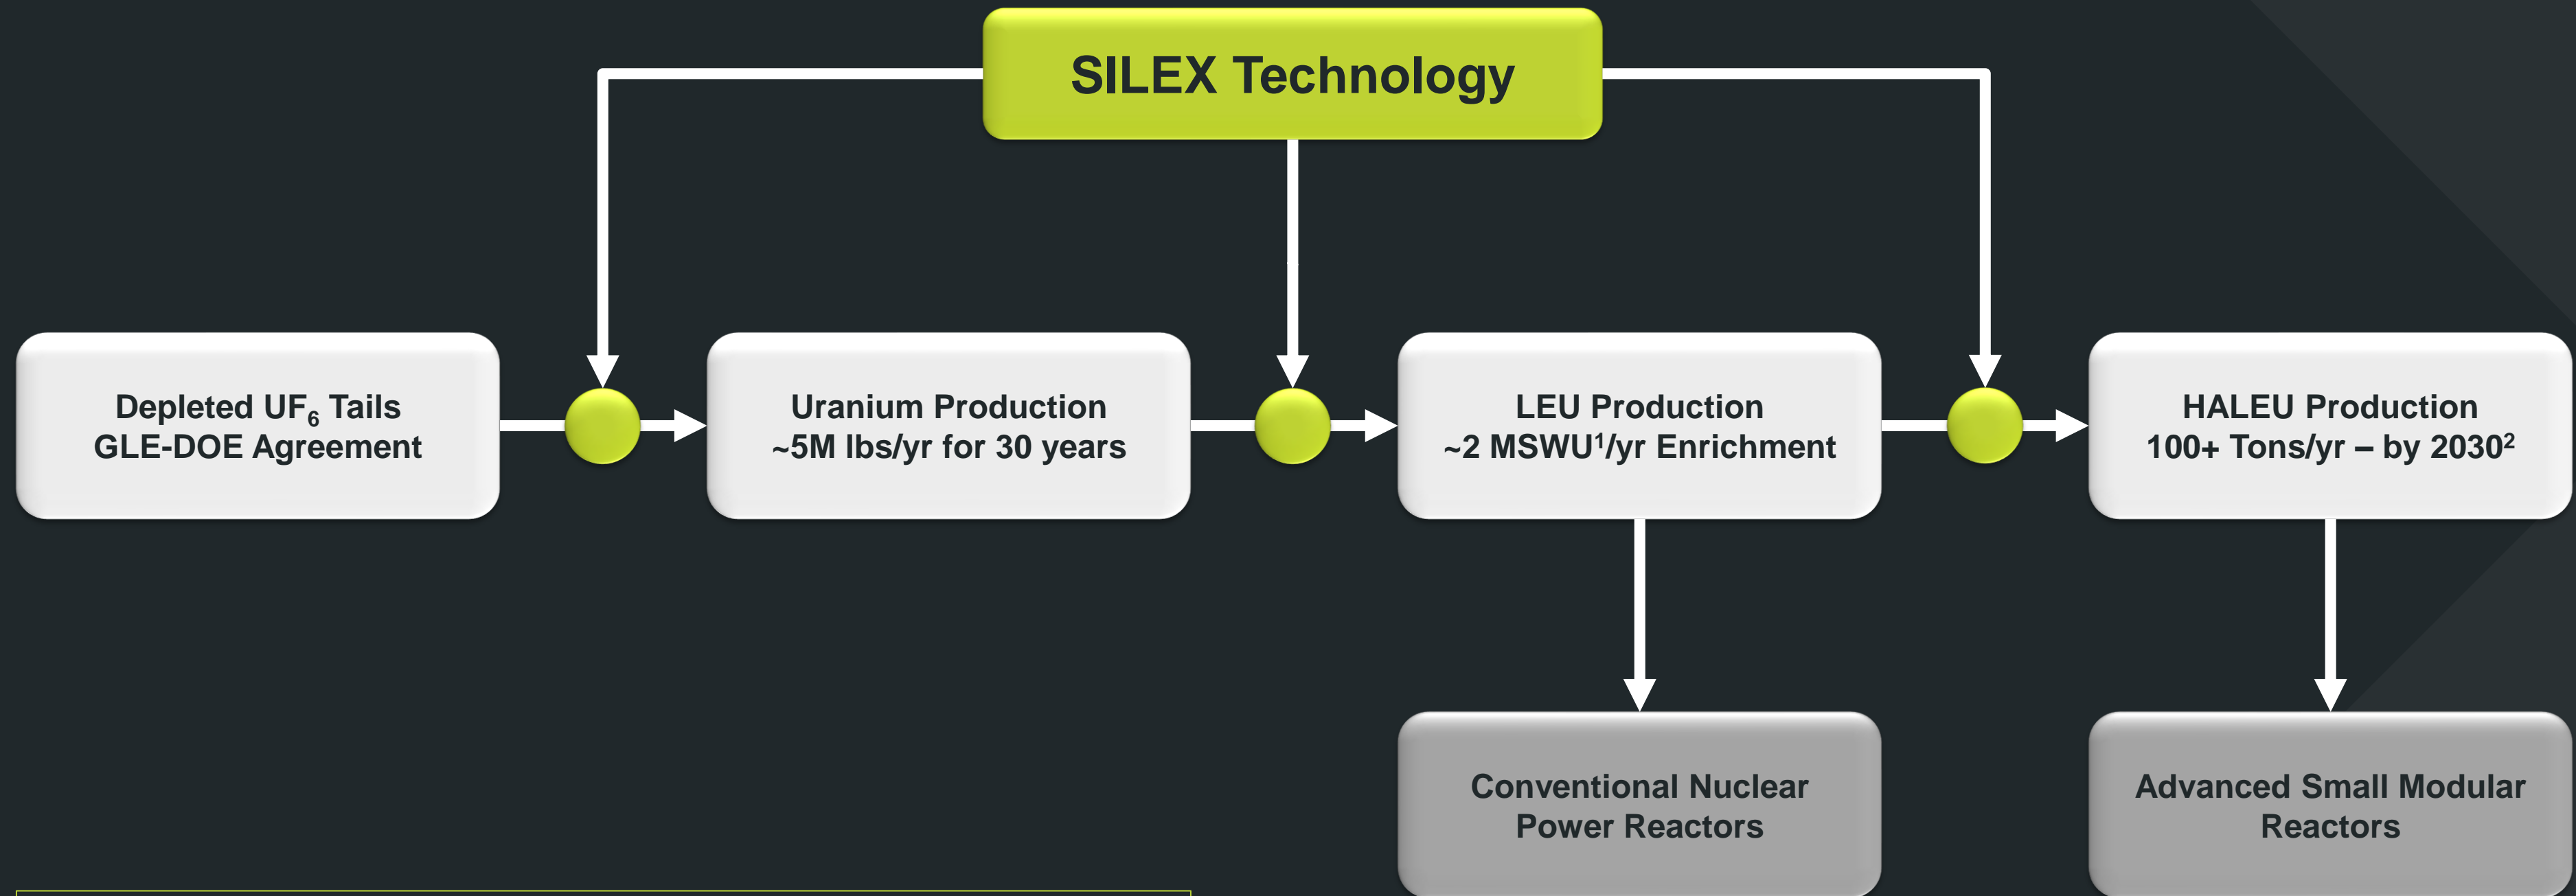 SILEX Technology
Depleted UF₆ Tails
GLE-DOE Agreement
Uranium Production
~5M lbs/yr for 30 years
LEU Production
~2 MSWU¹/yr Enrichment
HALEU Production
100+ Tons/yr – by 2030²
Conventional Nuclear
Power Reactors
Advanced Small Modular
Reactors